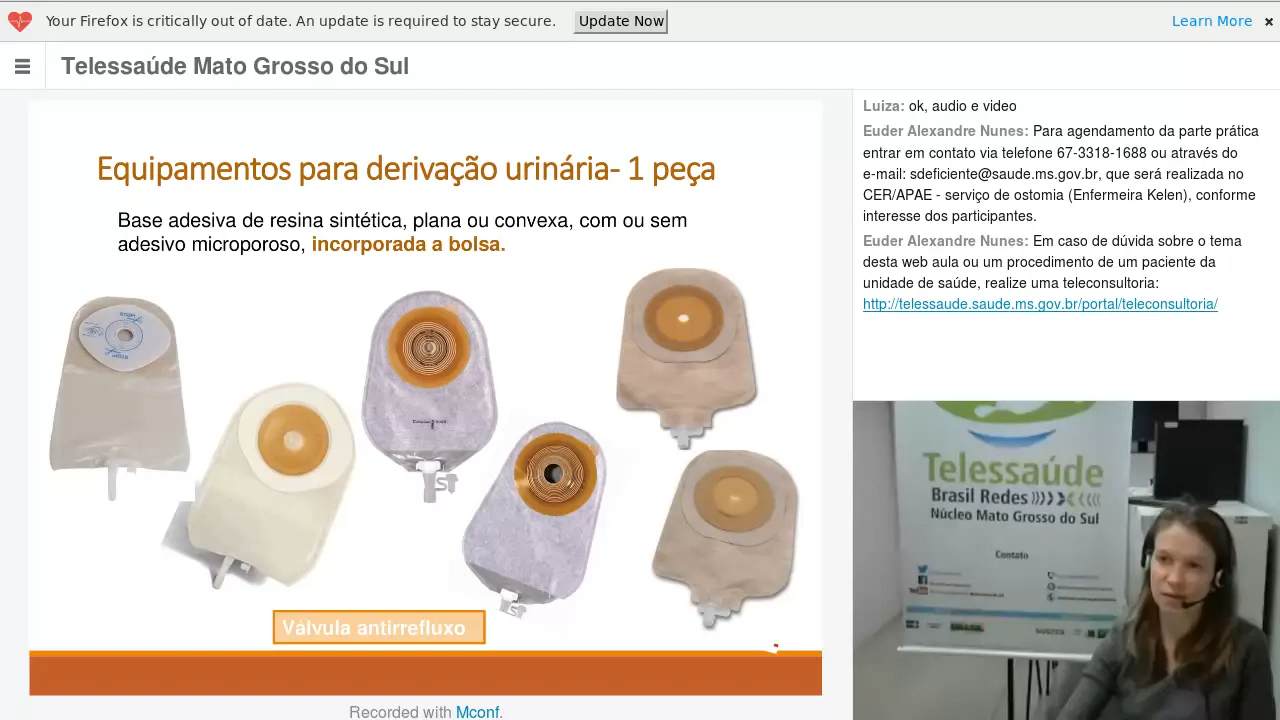 Your Firefox is critically out of date. An update is required to stay secure. Update Now Learn More ×
Telessaúde Mato Grosso do Sul
Equipamentos para derivação urinária- 1 peça
Base adesiva de resina sintética, plana ou convexa, com ou sem
adesivo microporoso, incorporada a bolsa.
Válvula antirrefluxo
Recorded with Mconf.
Luiza: ok, audio e video
Euder Alexandre Nunes: Para agendamento da parte prática
entrar em contato via telefone 67-3318-1688 ou através do
e-mail: sdeficiente@saude.ms.gov.br, que será realizada no
CER/APAE - serviço de ostomia (Enfermeira Kelen), conforme
interesse dos participantes.
Euder Alexandre Nunes: Em caso de dúvida sobre o tema
desta web aula ou um procedimento de um paciente da
unidade de saúde, realize uma teleconsultoria:
http://telessaude.saude.ms.gov.br/portal/teleconsultoria/
Telessaúde
Brasil Redes
Núcleo Mato Grosso do Sul
Contato